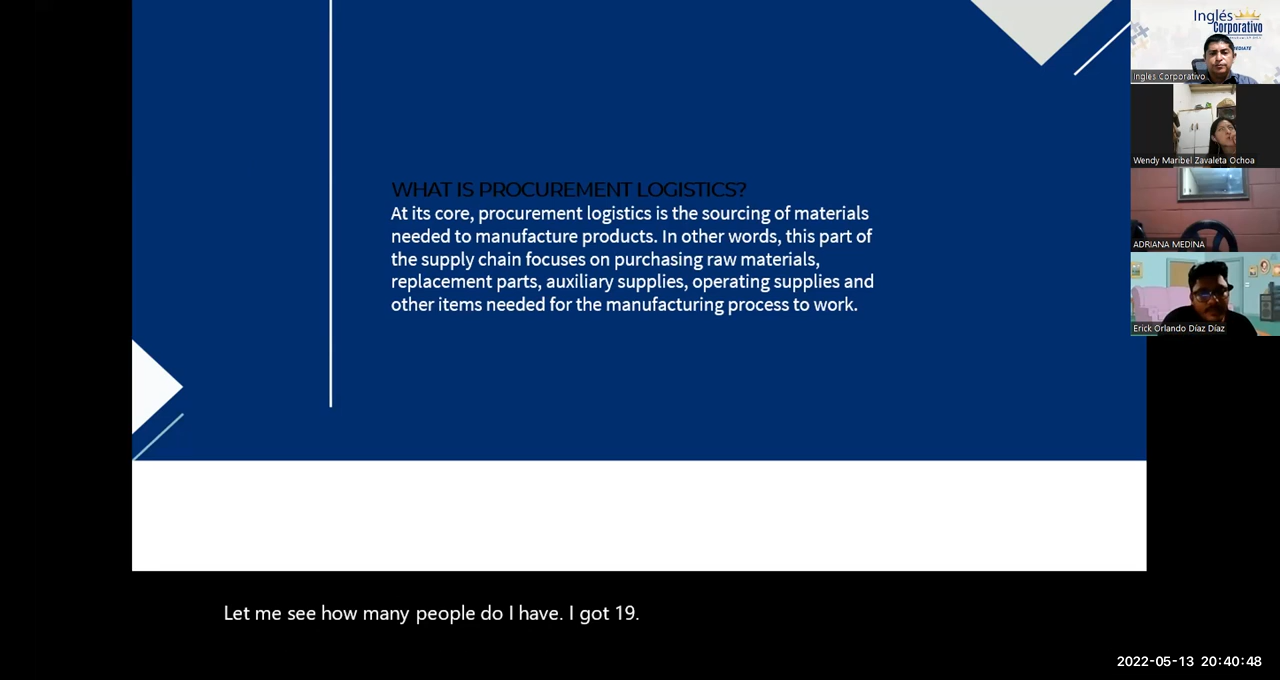 WHAT IS PROCUREMENT LOGISTICS?
At its core, procurement logistics is the sourcing of materials
needed to manufacture products. In other words, this part of
the supply chain focuses on purchasing raw materials,
replacement parts, auxiliary supplies, operating supplies and
other items needed for the manufacturing process to work.
Inglés
Corporativo
Ingles Corporativo
Wendy Maribel Zavaleta Ochoa
ADRIANA MEDINA
Erick Orlando Díaz Díaz
Let me see how many people do I have. I got 19.
2022-05-13 20:40:48